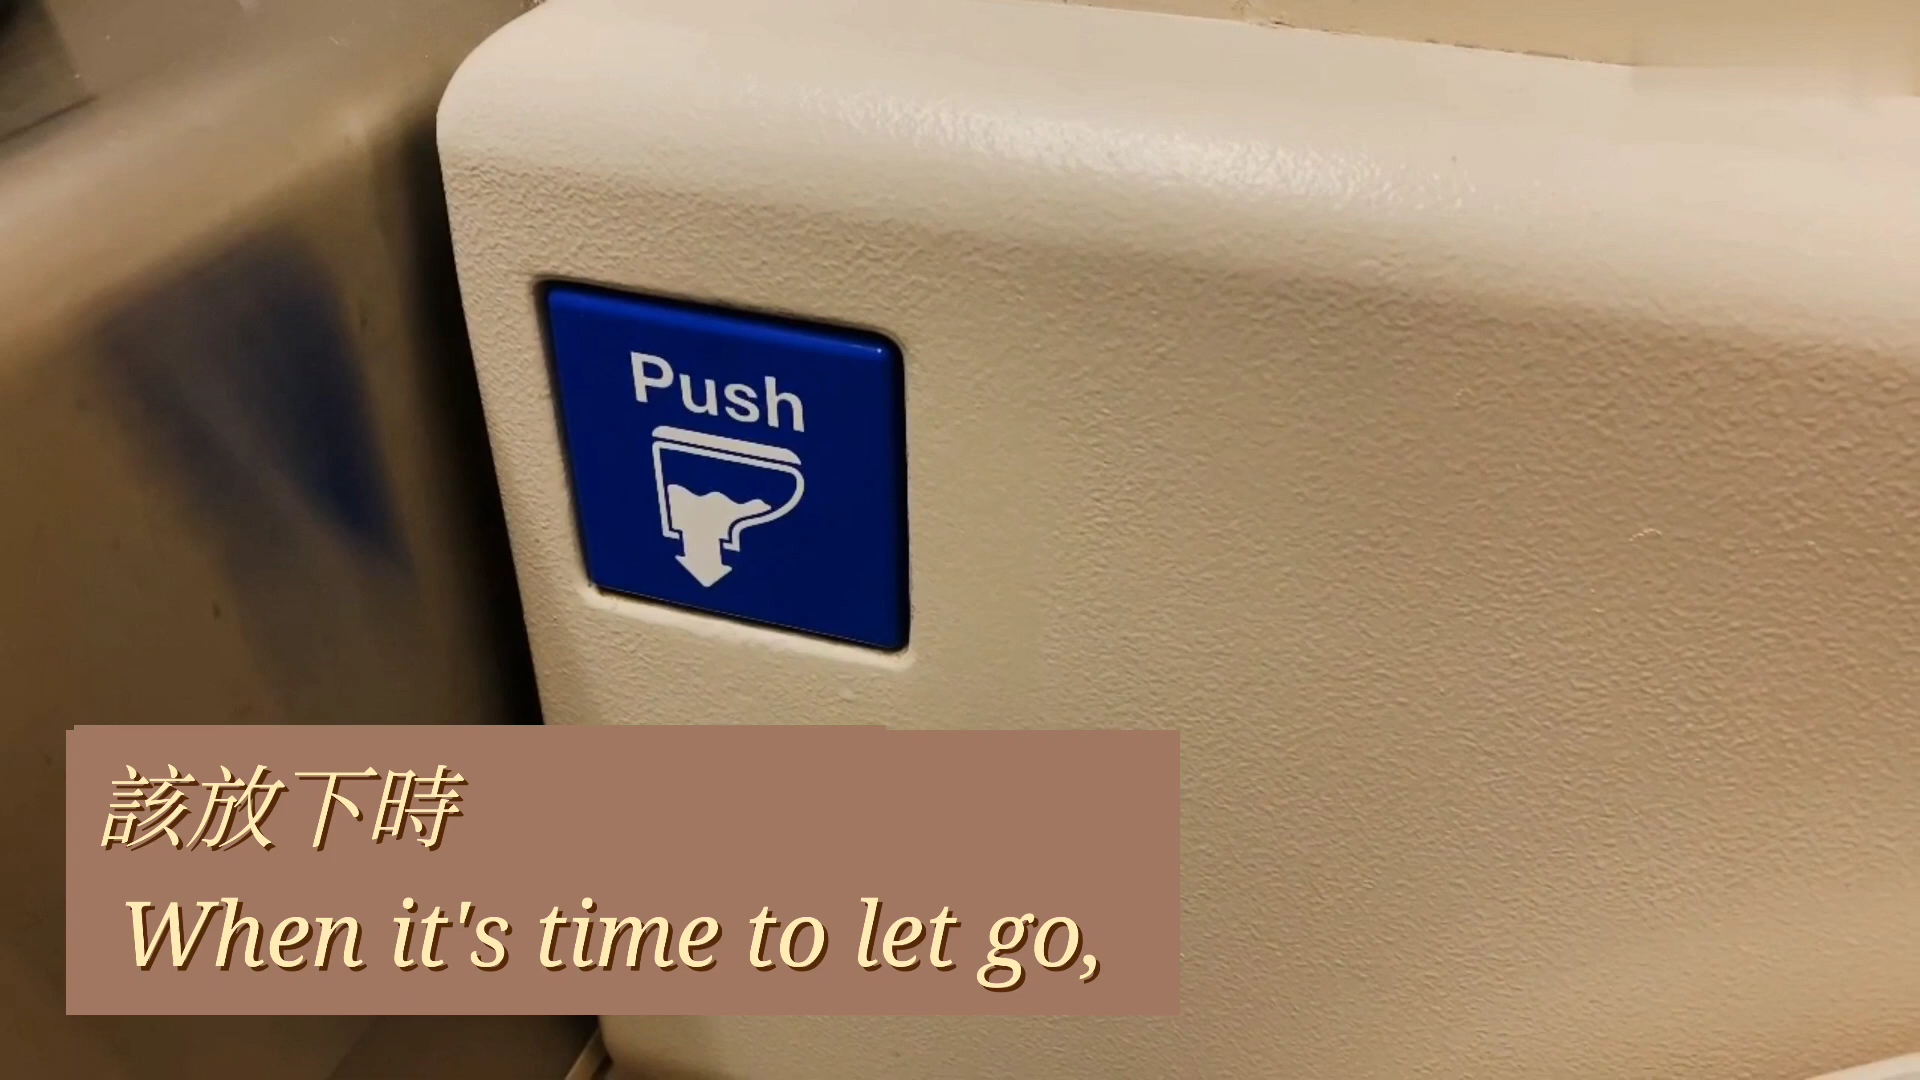 Push
該放下時
When it's time to let go,